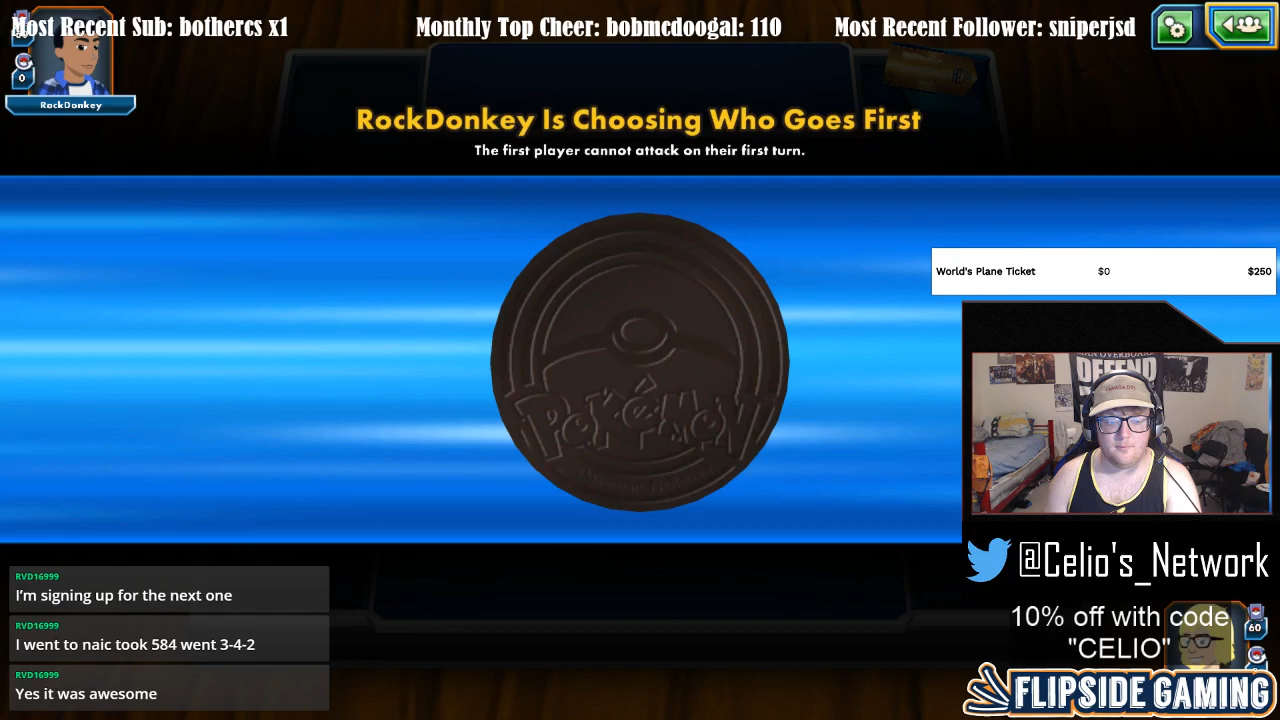 Most Recent Sub: bothercs x1
Monthly Top Cheer: bobmcdoogal: 110
Most Recent Follower: sniperjsd
0
RockDonkey
RockDonkey Is Choosing Who Goes First
The first player cannot attack on their first turn.
World's Plane Ticket $0 $250
POKéMON
DEFEND
@Celio's_Network
10% off with code
"CELIO"
60
FLIPSIDE GAMING
RVD16999
I'm signing up for the next one
RVD16999
I went to naic took 584 went 3-4-2
RVD16999
Yes it was awesome